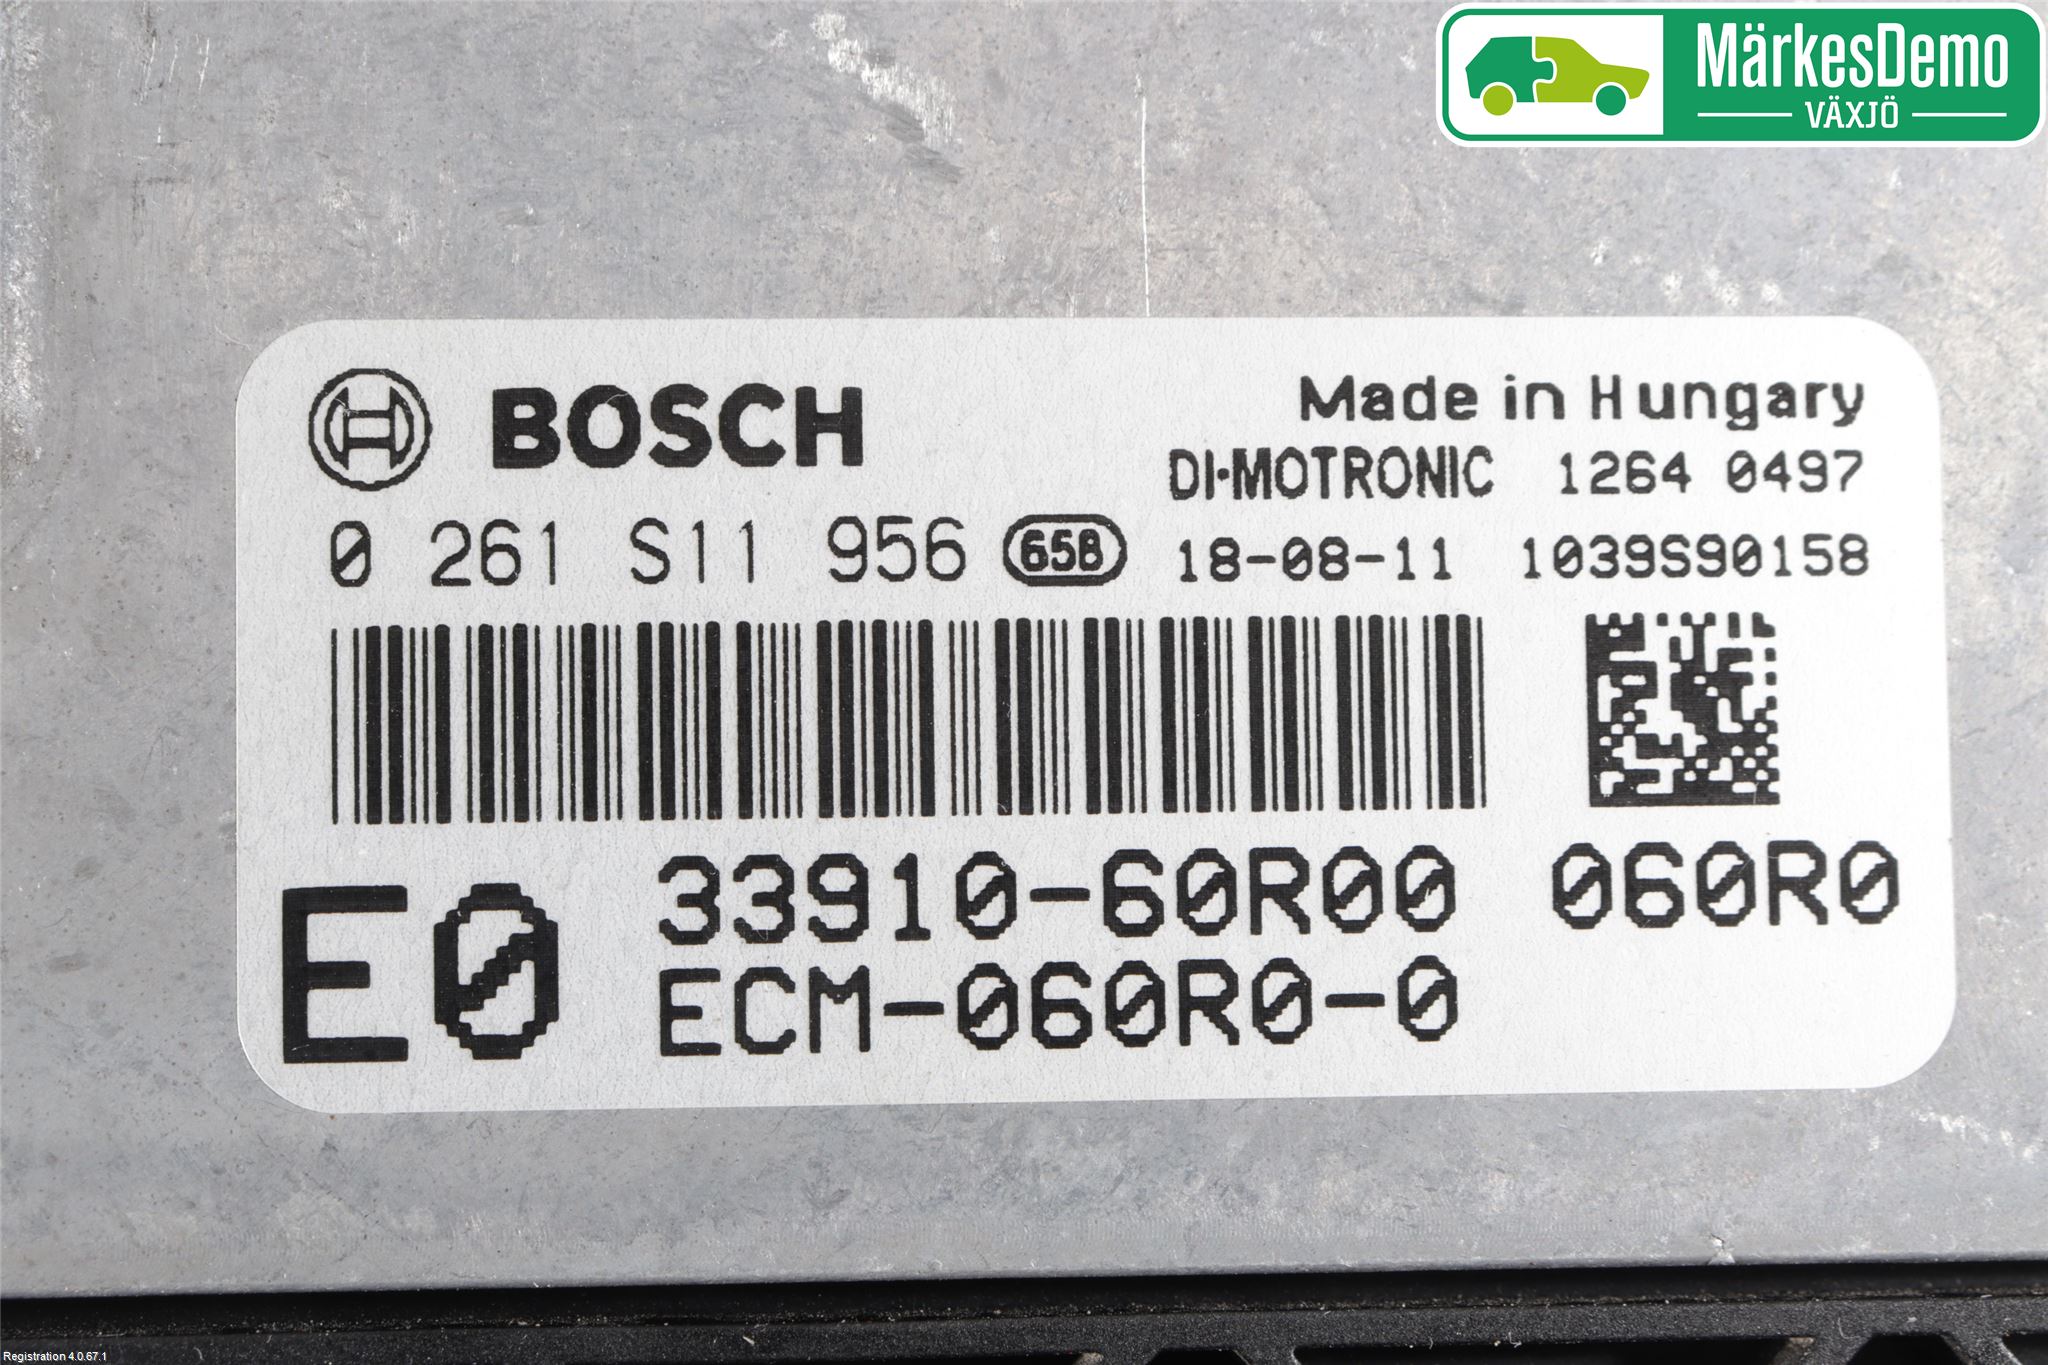 MärkesDemo
VÄXJÖ
BOSCH
Made in Hungary
DI·MOTRONIC 1264 0497
0 261 S11 956 65B 18-08-11 1039S90158
E0 33910-60R00 060R0
ECM-060R0-0
Registration 4.0.67.1